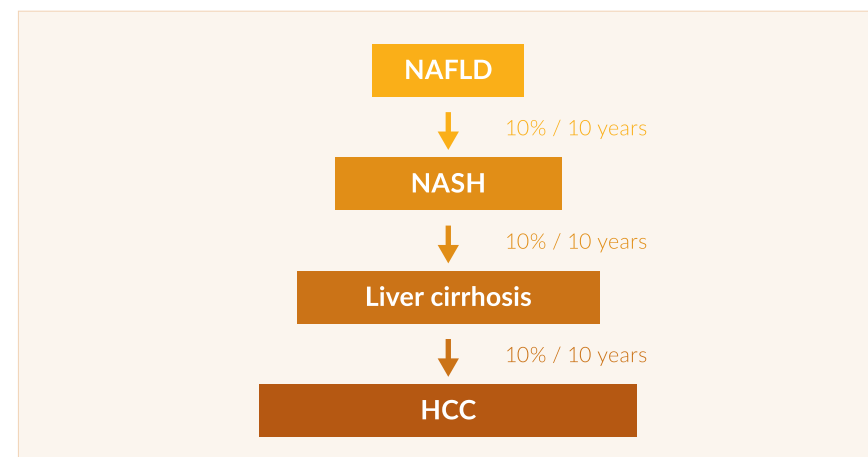 NAFLD
10% / 10 years
NASH
10% / 10 years
Liver cirrhosis
10% / 10 years
HCC